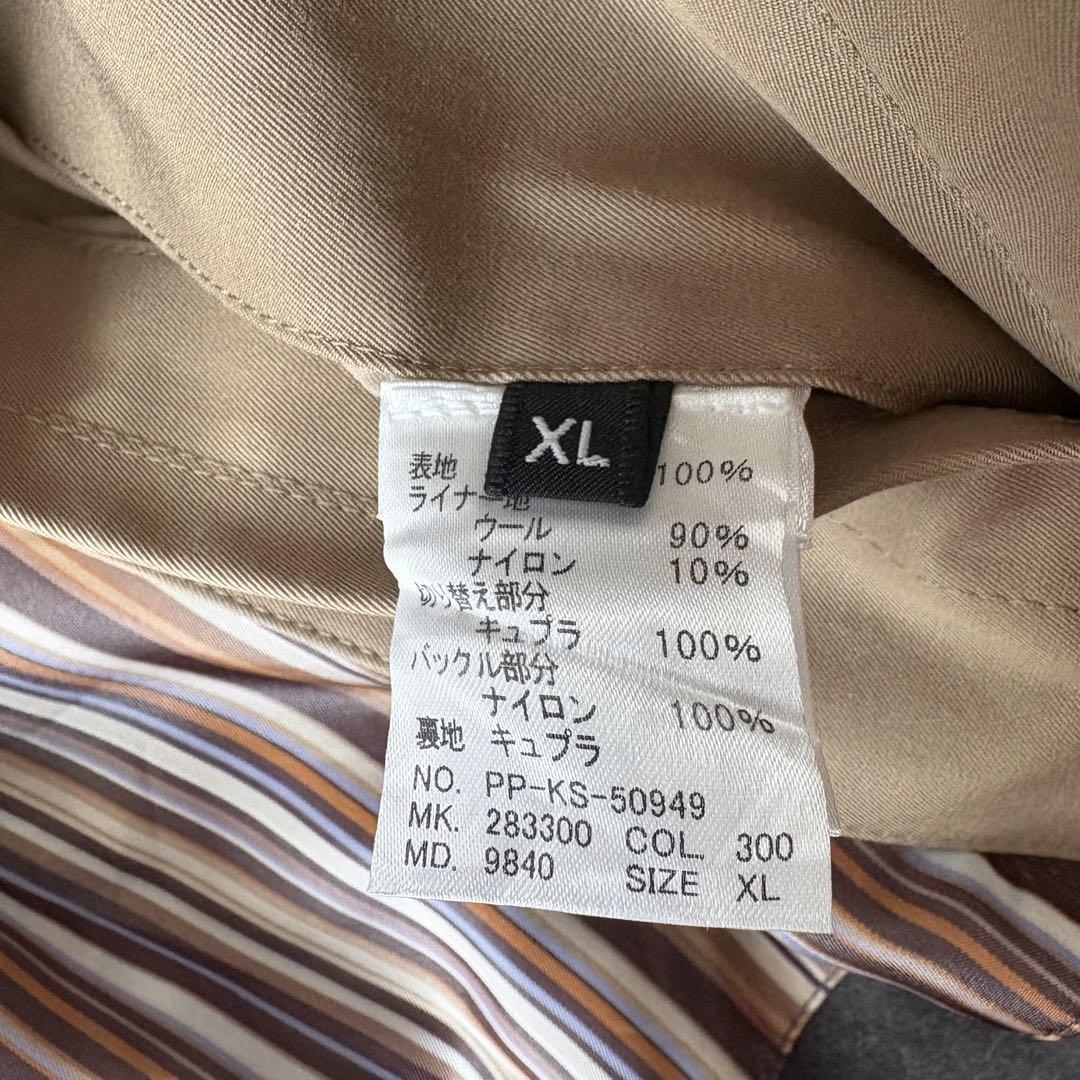 XL
表地 100%
ライナー地
ウール 90%
ナイロン 10%
切り替え部分
キュプラ 100%
バックル部分
ナイロン 100%
裏地 キュプラ
NO. PP-KS-50949
MK. 283300 COL. 300
MD. 9840 SIZE XL